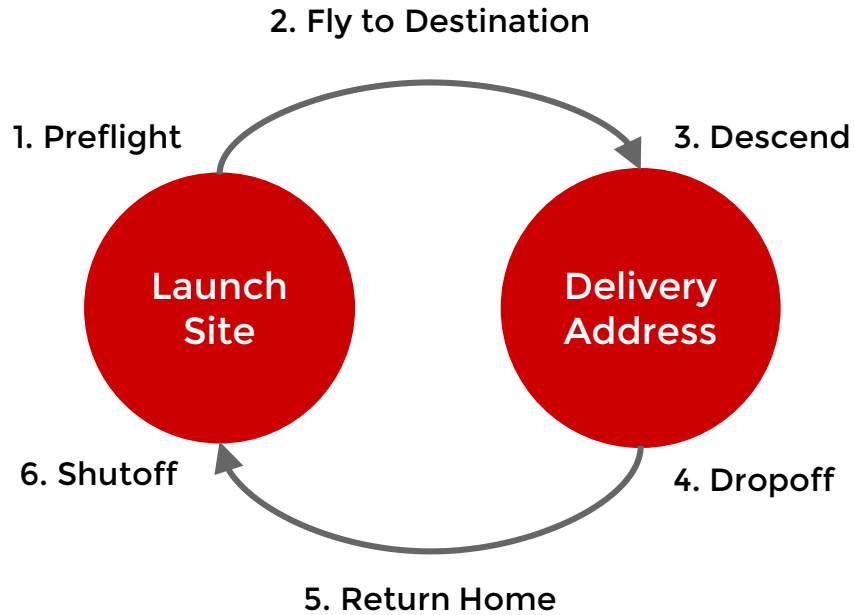 2. Fly to Destination
1. Preflight
3. Descend
Launch
Site
Delivery
Address
6. Shutoff
4. Dropoff
5. Return Home